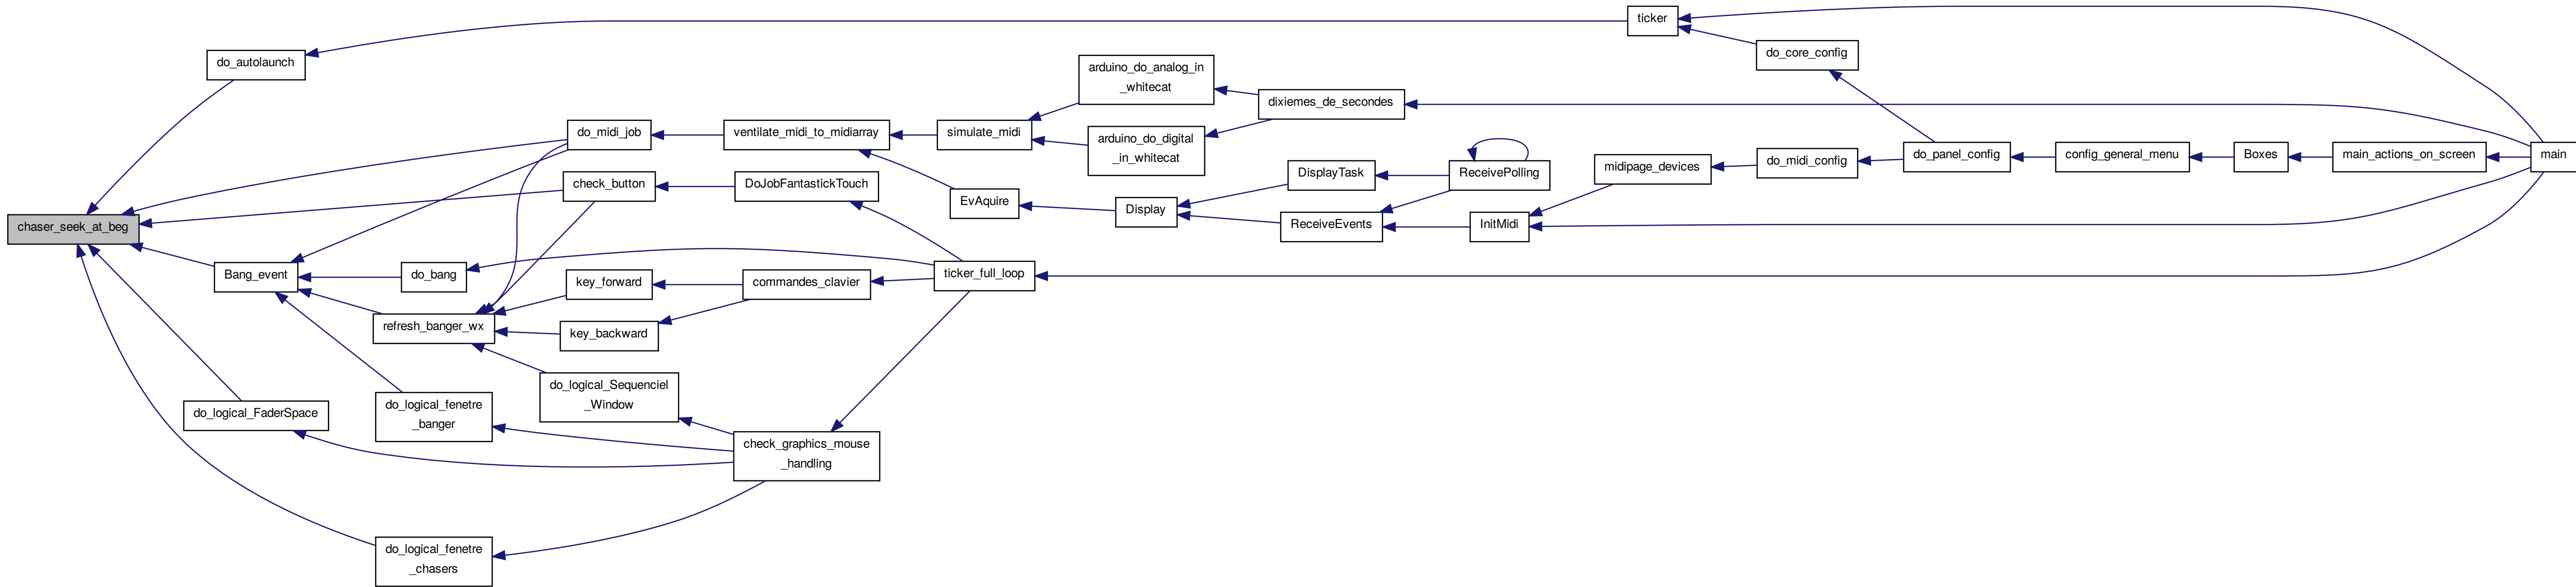 chaser_seek_at_beg
do_autolaunch
Bang_event
do_logical_FaderSpace
do_bang
refresh_banger_wx
do_logical_fenetre
_banger
do_logical_fenetre
_chasers
do_midi_job
check_button
key_forward
key_backward
do_logical_Sequenciel
_Window
ventilate_midi_to_midiarray
DoJobFantastickTouch
commandes_clavier
check_graphics_mouse
_handling
simulate_midi
EvAquire
ticker_full_loop
arduino_do_analog_in
_whitecat
arduino_do_digital
_in_whitecat
Display
dixiemes_de_secondes
DisplayTask
ReceiveEvents
ReceivePolling
InitMidi
ticker
midipage_devices
do_core_config
do_midi_config
do_panel_config
config_general_menu
Boxes
main_actions_on_screen
main